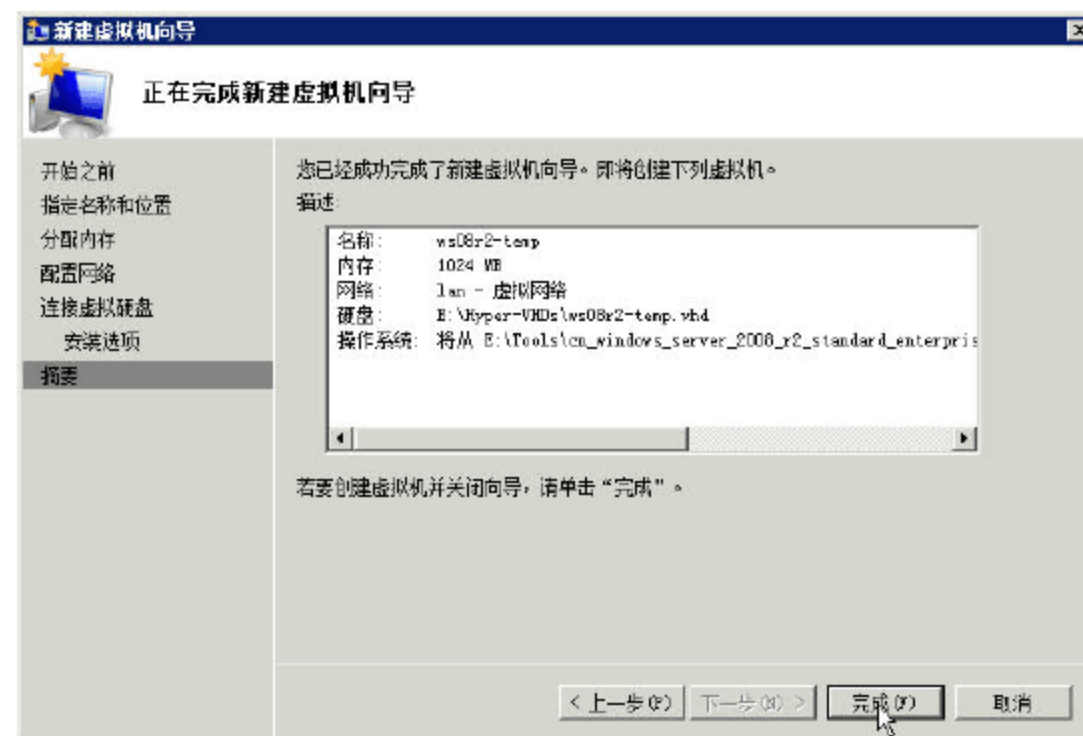 新建虚拟机向导
正在完成新建虚拟机向导
开始之前
指定名称和位置
分配内存
配置网络
连接虚拟硬盘
安装选项
摘要
您已经成功完成了新建虚拟机向导。即将创建下列虚拟机。
描述:
名称: ws08r2-temp
内存: 1024 MB
网络: lan - 虚拟网络
硬盘: E:\Hyper-VHDs\ws08r2-temp.vhd
操作系统: 将从 E:\Tools\cn_windows_server_2008_r2_standard_enterpris
若要创建虚拟机并关闭向导，请单击“完成”。
< 上一步(P) 下一步(N) > 完成(F) 取消